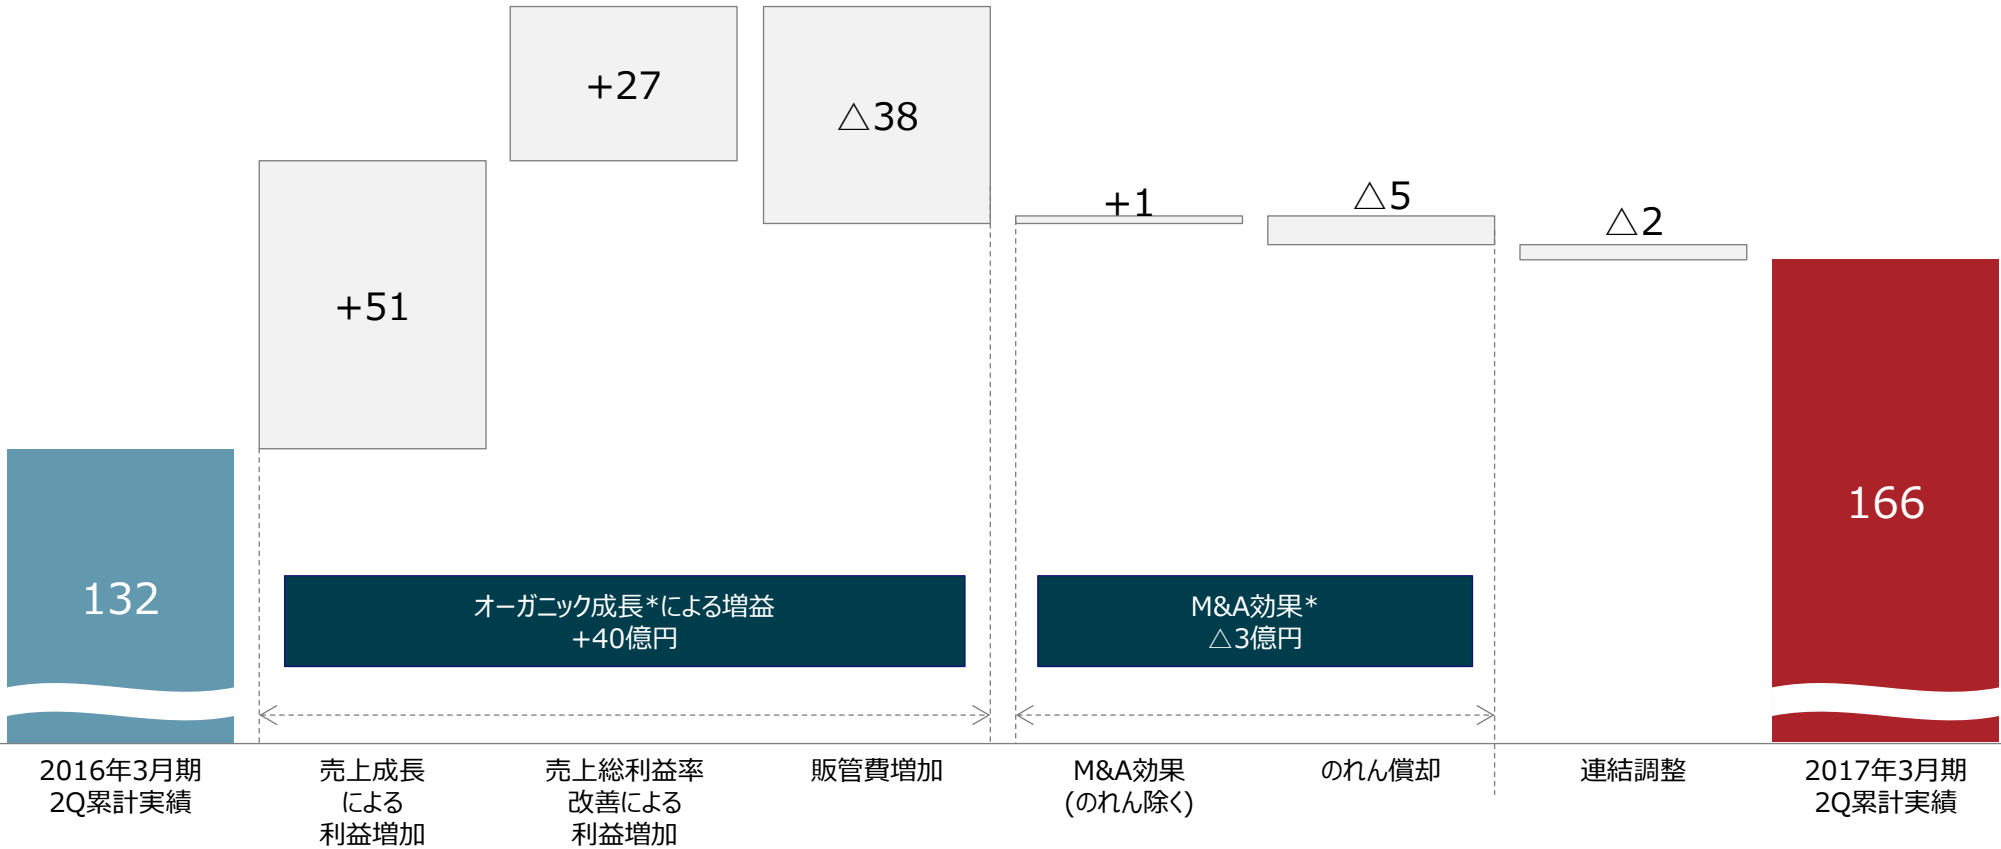 +27
△38
+1
△5
△2
+51
166
132
オーガニック成長*による増益
+40億円
M&A効果*
△3億円
2016年3月期
2Q累計実績
売上成長
による
利益増加
売上総利益率
改善による
利益増加
販管費増加
M&A効果
(のれん除く)
のれん償却
連結調整
2017年3月期
2Q累計実績